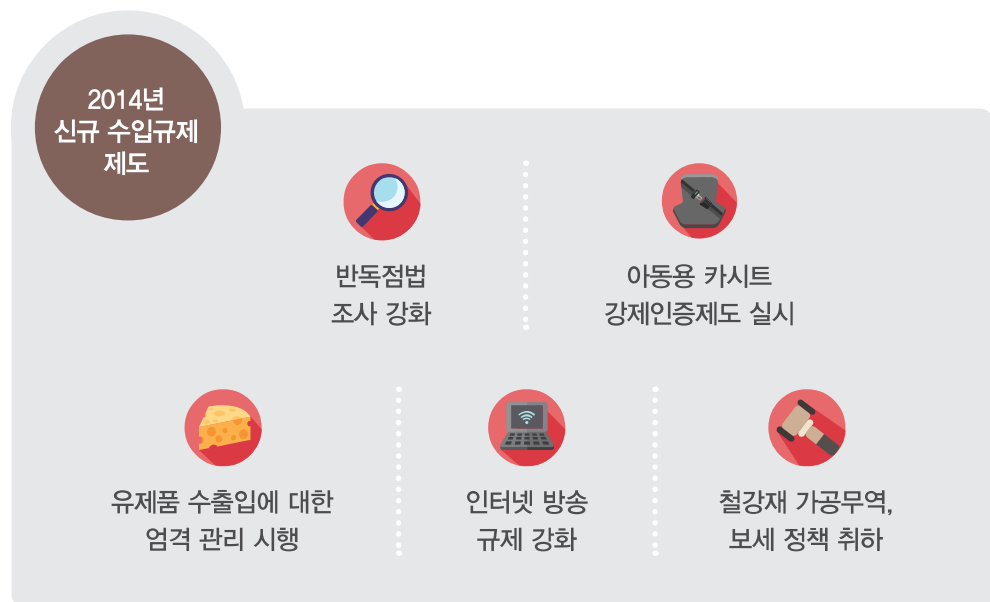 2014년
신규 수입규제
제도
반독점법
조사 강화
아동용 카시트
강제인증제도 실시
유제품 수출입에 대한
엄격 관리 시행
인터넷 방송
규제 강화
철강재 가공무역,
보세 정책 취하